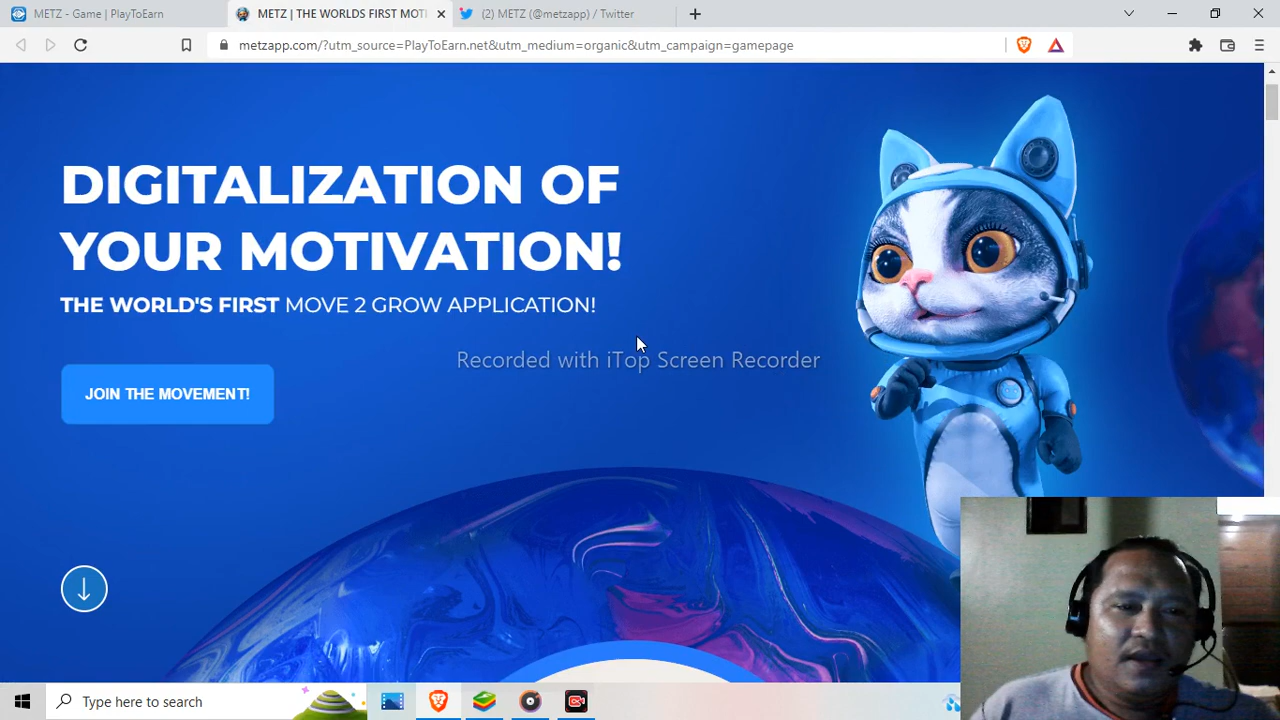 METZ - Game | PlayToEarn
METZ | THE WORLDS FIRST MOTI
(2) METZ (@metzapp) / Twitter
metzapp.com/?utm_source=PlayToEarn.net&utm_medium=organic&utm_campaign=gamepage
DIGITALIZATION OF
YOUR MOTIVATION!
THE WORLD'S FIRST MOVE 2 GROW APPLICATION!
Recorded with iTop Screen Recorder
JOIN THE MOVEMENT!
Type here to search